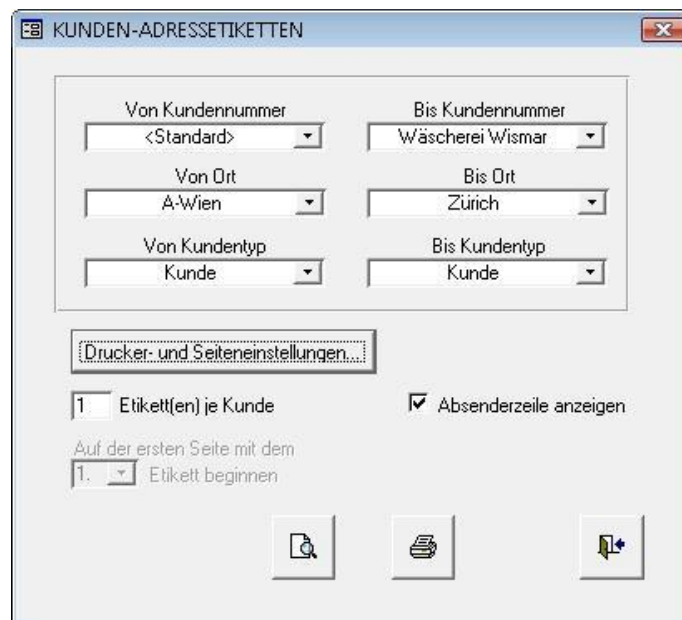 KUNDEN-ADRESSETIKETTEN
Von Kundennummer Bis Kundennummer
<Standard> Wäscherei Wismar
Von Ort Bis Ort
A-Wien Zürich
Von Kundentyp Bis Kundentyp
Kunde Kunde
Drucker- und Seiteneinstellungen...
1 Etikett(en) je Kunde Absenderzeile anzeigen
Auf der ersten Seite mit dem
1. Etikett beginnen